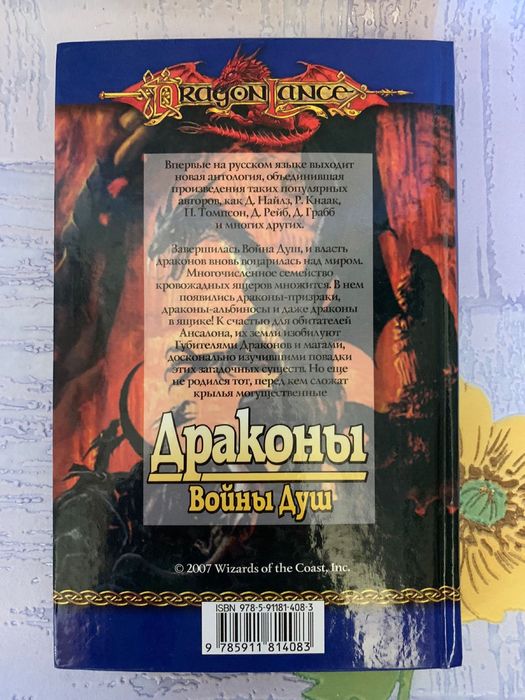 DRAGONLANCE
Впервые на русском языке выходит
новая антология, объединившая
произведения таких популярных
авторов, как Д. Найлз, Р. Кнаак,
П. Томпсон, Д. Рейб, Д. Грабб
и многих других.
Завершилась Война Душ, и власть
драконов вновь воцарилась над миром.
Многочисленное семейство
кровожадных ящеров множится. В нем
появились драконы-призраки,
драконы-альбиносы и даже драконы
в ящике! К счастью для обитателей
Ансалона, их земли изобилуют
Губителями Драконов и магами,
досконально изучившими повадки
этих загадочных существ. Но еще
не родился тот, перед кем сложат
крылья могущественные
Драконы
Войны Душ
© 2007 Wizards of the Coast, Inc.
ISBN 978-5-91181-408-3
9 785911 814083